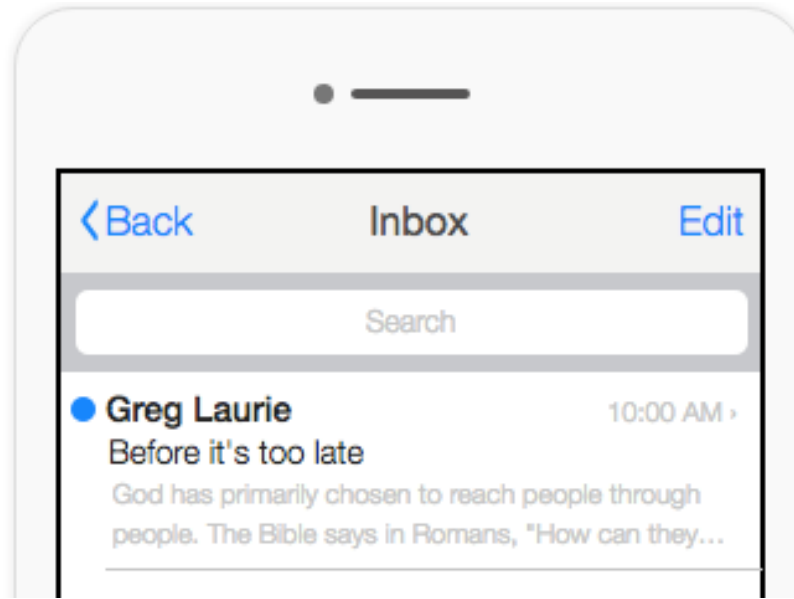 Back Inbox Edit
Search
Greg Laurie 10:00 AM
Before it's too late
God has primarily chosen to reach people through
people. The Bible says in Romans, "How can they...